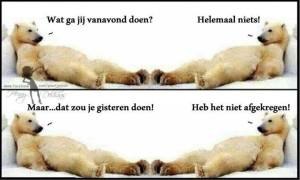 Wat ga jij vanavond doen?
Helemaal niets!
Maar...dat zou je gisteren doen!
Heb het niet afgekregen!